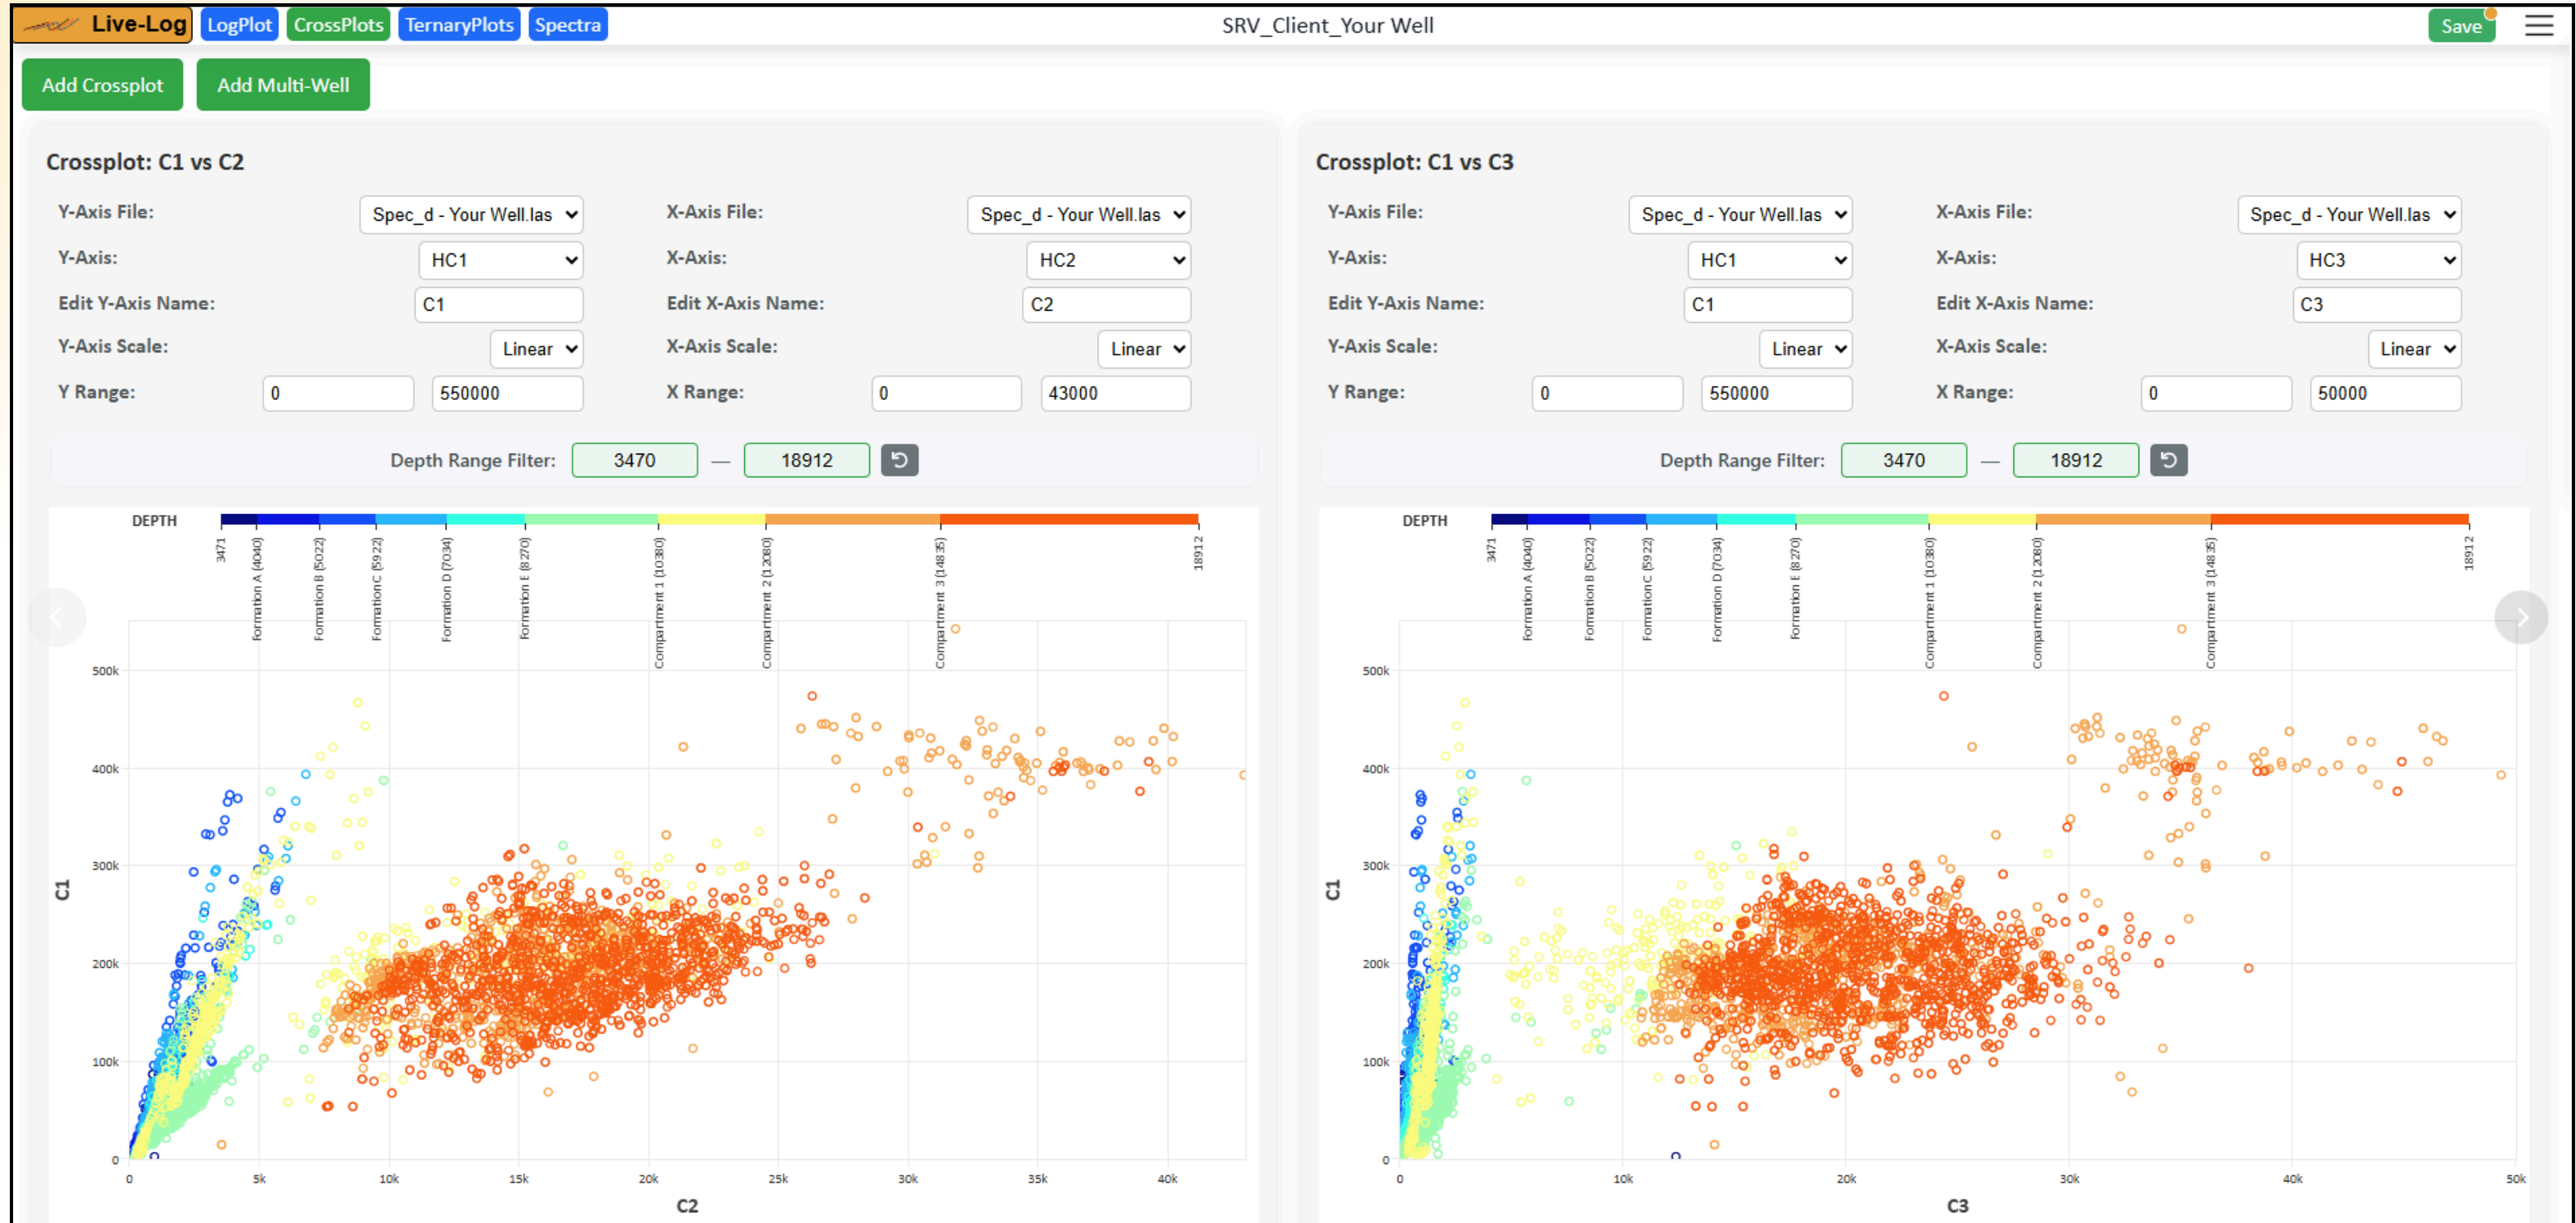 Live-Log LogPlot CrossPlots TernaryPlots Spectra SRV_Client_Your Well Save
Add Crossplot Add Multi-Well
Crossplot: C1 vs C2
Y-Axis File: Spec_d - Your Well.las X-Axis File: Spec_d - Your Well.las
Y-Axis: HC1 X-Axis: HC2
Edit Y-Axis Name: C1 Edit X-Axis Name: C2
Y-Axis Scale: Linear X-Axis Scale: Linear
Y Range: 0 550000 X Range: 0 43000
Depth Range Filter: 3470 — 18912
DEPTH
3471
Formation A (4040)
Formation B (5022)
Formation C (5922)
Formation D (7034)
Formation E (8270)
Compartment 1 (10380)
Compartment 2 (12080)
Compartment 3 (14835)
18912
500k
400k
300k
200k
100k
0
C1
0 5k 10k 15k 20k 25k 30k 35k 40k
C2
Crossplot: C1 vs C3
Y-Axis File: Spec_d - Your Well.las X-Axis File: Spec_d - Your Well.las
Y-Axis: HC1 X-Axis: HC3
Edit Y-Axis Name: C1 Edit X-Axis Name: C3
Y-Axis Scale: Linear X-Axis Scale: Linear
Y Range: 0 550000 X Range: 0 50000
Depth Range Filter: 3470 — 18912
DEPTH
3471
Formation A (4040)
Formation B (5022)
Formation C (5922)
Formation D (7034)
Formation E (8270)
Compartment 1 (10380)
Compartment 2 (12080)
Compartment 3 (14835)
18912
500k
400k
300k
200k
100k
0
C1
0 10k 20k 30k 40k 50k
C3